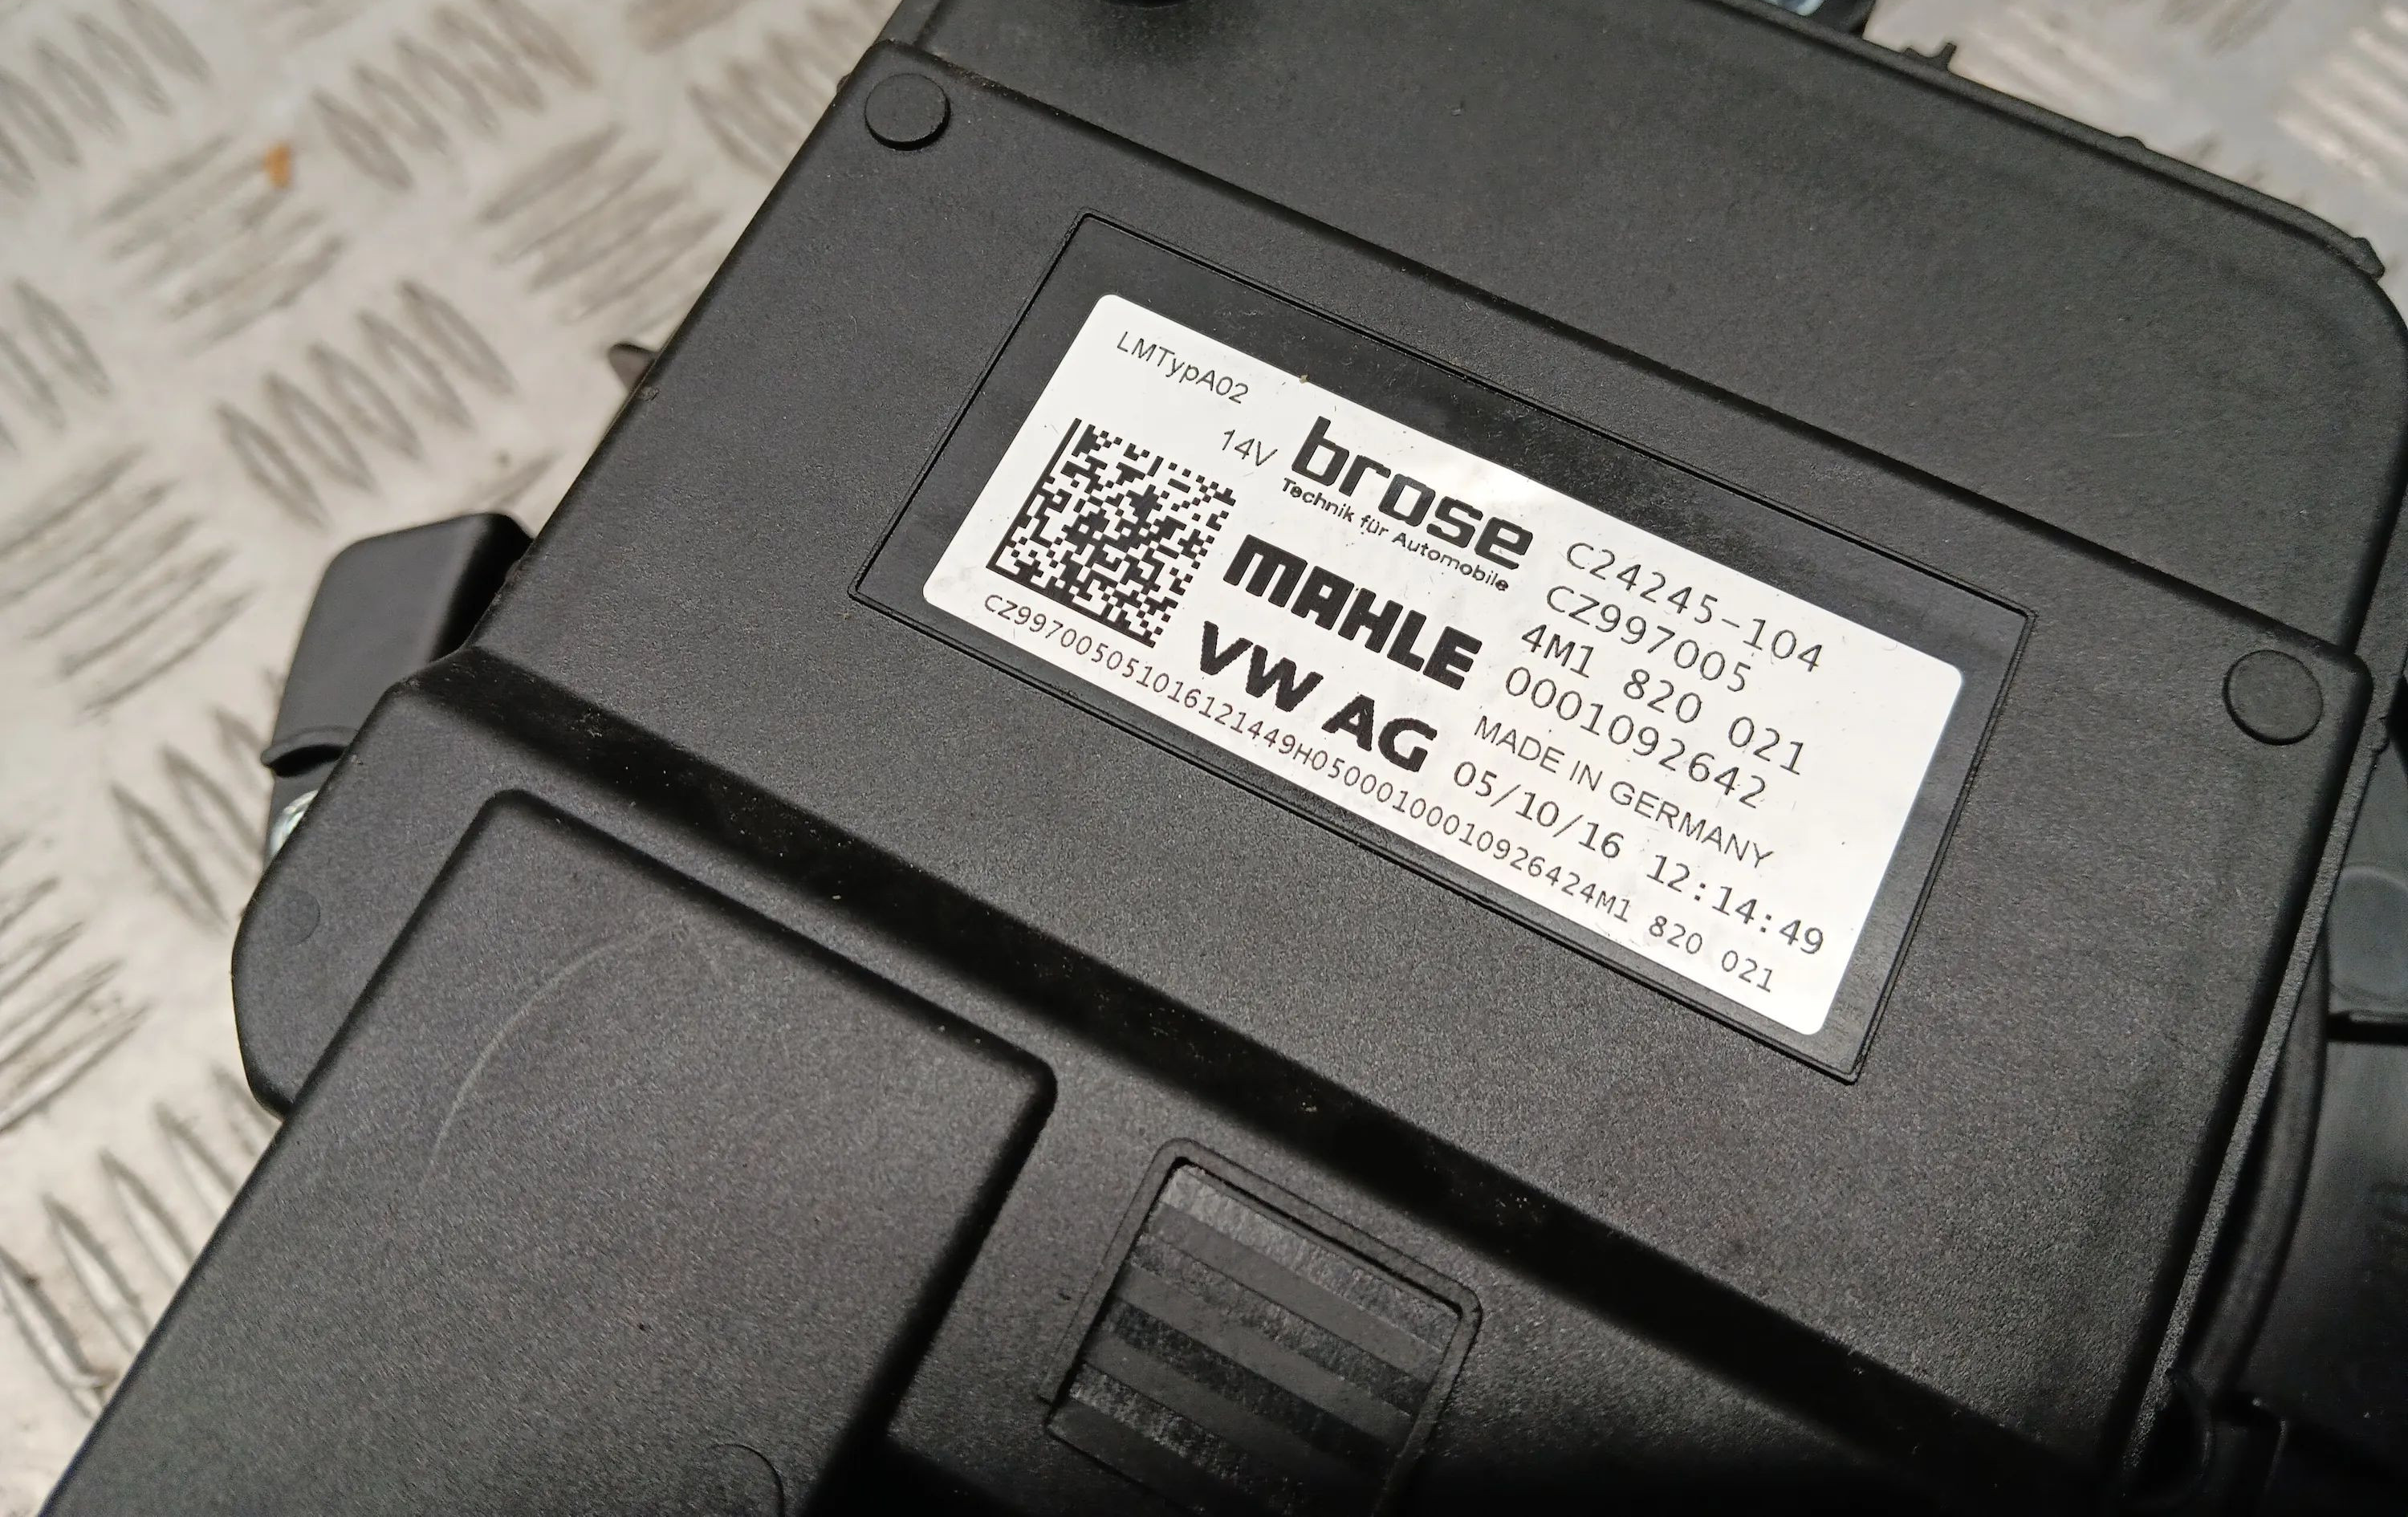 LMTypA02
14V
brose
Technik für Automobile
MAHLE
VW AG
C24245-104
CZ997005
4M1 820 021
0001092642
MADE IN GERMANY
05/10/16 12:14:49
CZ997005051016121449H05000100010926424M1 820 021